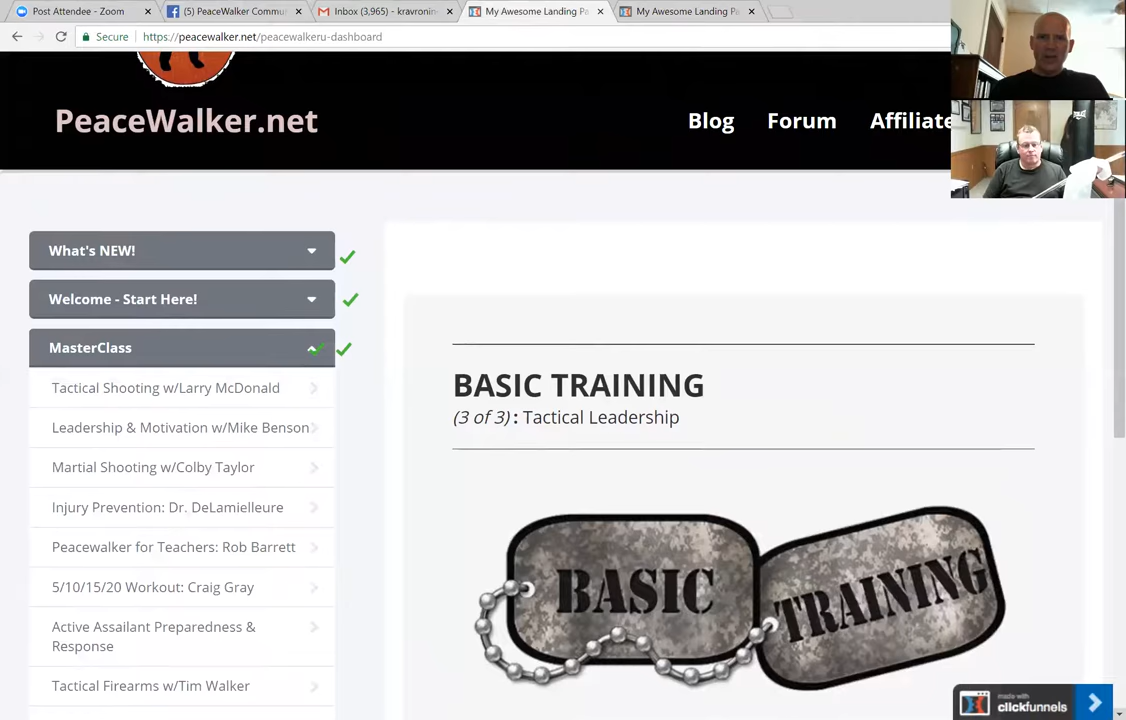 Post Attendee - Zoom
(5) PeaceWalker Commu
Inbox (3,965) - kravronin
My Awesome Landing Pa
My Awesome Landing Pa
Secure
https://peacewalker.net/peacewalkeru-dashboard
PeaceWalker.net
Blog
Forum
Affiliate
What's NEW!
Welcome - Start Here!
MasterClass
Tactical Shooting w/Larry McDonald
Leadership & Motivation w/Mike Benson
Martial Shooting w/Colby Taylor
Injury Prevention: Dr. DeLamielleure
Peacewalker for Teachers: Rob Barrett
5/10/15/20 Workout: Craig Gray
Active Assailant Preparedness &
Response
Tactical Firearms w/Tim Walker
BASIC TRAINING
(3 of 3) : Tactical Leadership
BASIC
TRAINING
made with
clickfunnels